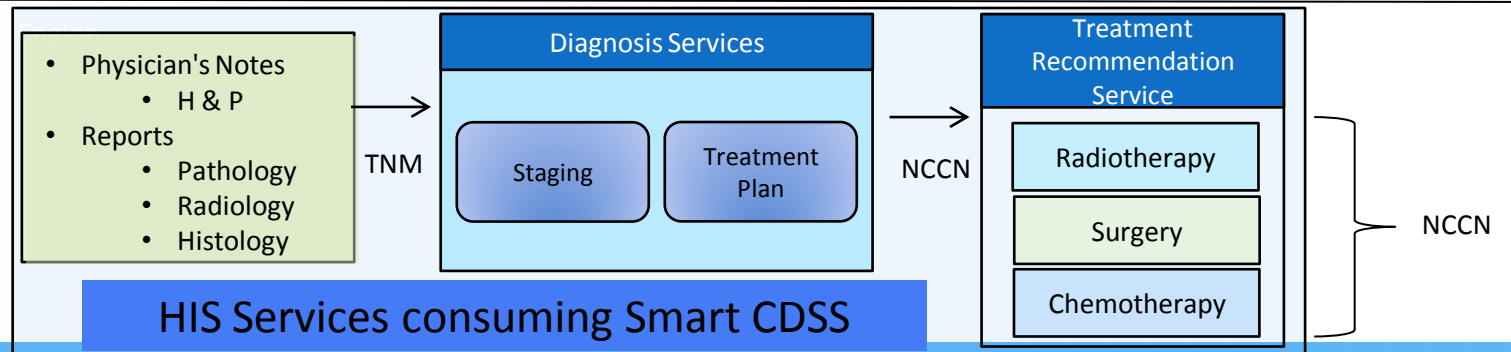 Engine
• Physician's Notes
• H & P
• Reports
• Pathology
• Radiology
• Histology
TNM
Diagnosis Services
Staging
Treatment
Plan
NCCN
Treatment
Recommendation
Service
Radiotherapy
Surgery
Chemotherapy
NCCN
HIS Services consuming Smart CDSS